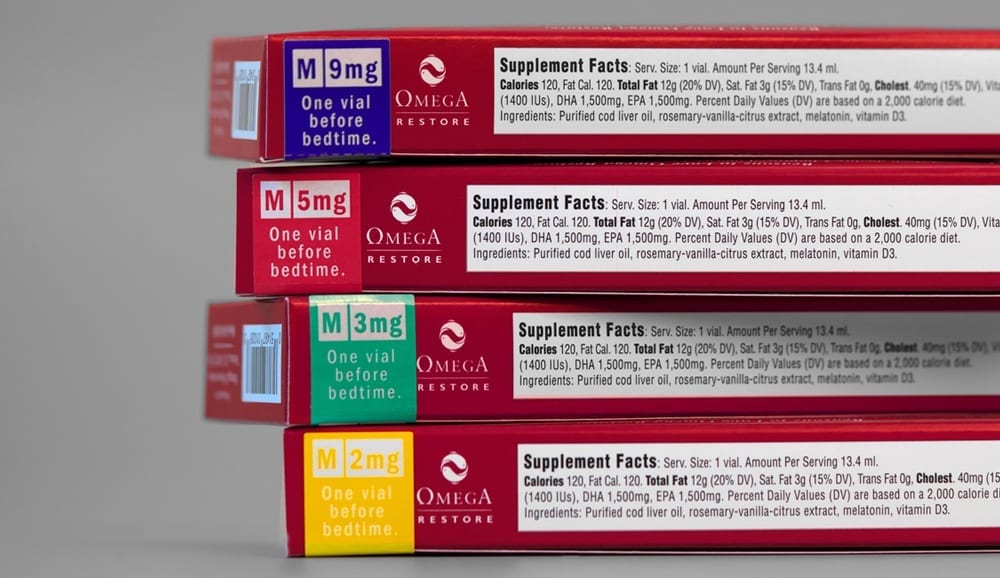 M 9mg
One vial
before
bedtime.
OMEGA
RESTORE
Supplement Facts: Serv. Size: 1 vial. Amount Per Serving 13.4 ml.
Calories 120, Fat Cal. 120. Total Fat 12g (20% DV), Sat. Fat 3g (15% DV), Trans Fat 0g, Cholest. 40mg (15% DV), Vita
(1400 IUs), DHA 1,500mg, EPA 1,500mg. Percent Daily Values (DV) are based on a 2,000 calorie diet.
Ingredients: Purified cod liver oil, rosemary-vanilla-citrus extract, melatonin, vitamin D3.
M 5mg
One vial
before
bedtime.
OMEGA
RESTORE
Supplement Facts: Serv. Size: 1 vial. Amount Per Serving 13.4 ml.
Calories 120, Fat Cal. 120. Total Fat 12g (20% DV), Sat. Fat 3g (15% DV), Trans Fat 0g, Cholest. 40mg (15% DV), Vita
(1400 IUs), DHA 1,500mg, EPA 1,500mg. Percent Daily Values (DV) are based on a 2,000 calorie diet.
Ingredients: Purified cod liver oil, rosemary-vanilla-citrus extract, melatonin, vitamin D3.
M 3mg
One vial
before
bedtime.
OMEGA
RESTORE
Supplement Facts: Serv. Size: 1 vial. Amount Per Serving 13.4 ml.
Calories 120, Fat Cal. 120. Total Fat 12g (20% DV), Sat. Fat 3g (15% DV), Trans Fat 0g, Cholest. 40mg (15% DV), Vi
(1400 IUs), DHA 1,500mg, EPA 1,500mg. Percent Daily Values (DV) are based on a 2,000 calorie diet.
Ingredients: Purified cod liver oil, rosemary-vanilla-citrus extract, melatonin, vitamin D3.
M 2mg
One vial
before
bedtime.
OMEGA
RESTORE
Supplement Facts: Serv. Size: 1 vial. Amount Per Serving 13.4 ml.
Calories 120, Fat Cal. 120. Total Fat 12g (20% DV), Sat. Fat 3g (15% DV), Trans Fat 0g, Cholest. 40mg (15
(1400 IUs), DHA 1,500mg, EPA 1,500mg. Percent Daily Values (DV) are based on a 2,000 calorie d
Ingredients: Purified cod liver oil, rosemary-vanilla-citrus extract, melatonin, vitamin D3.